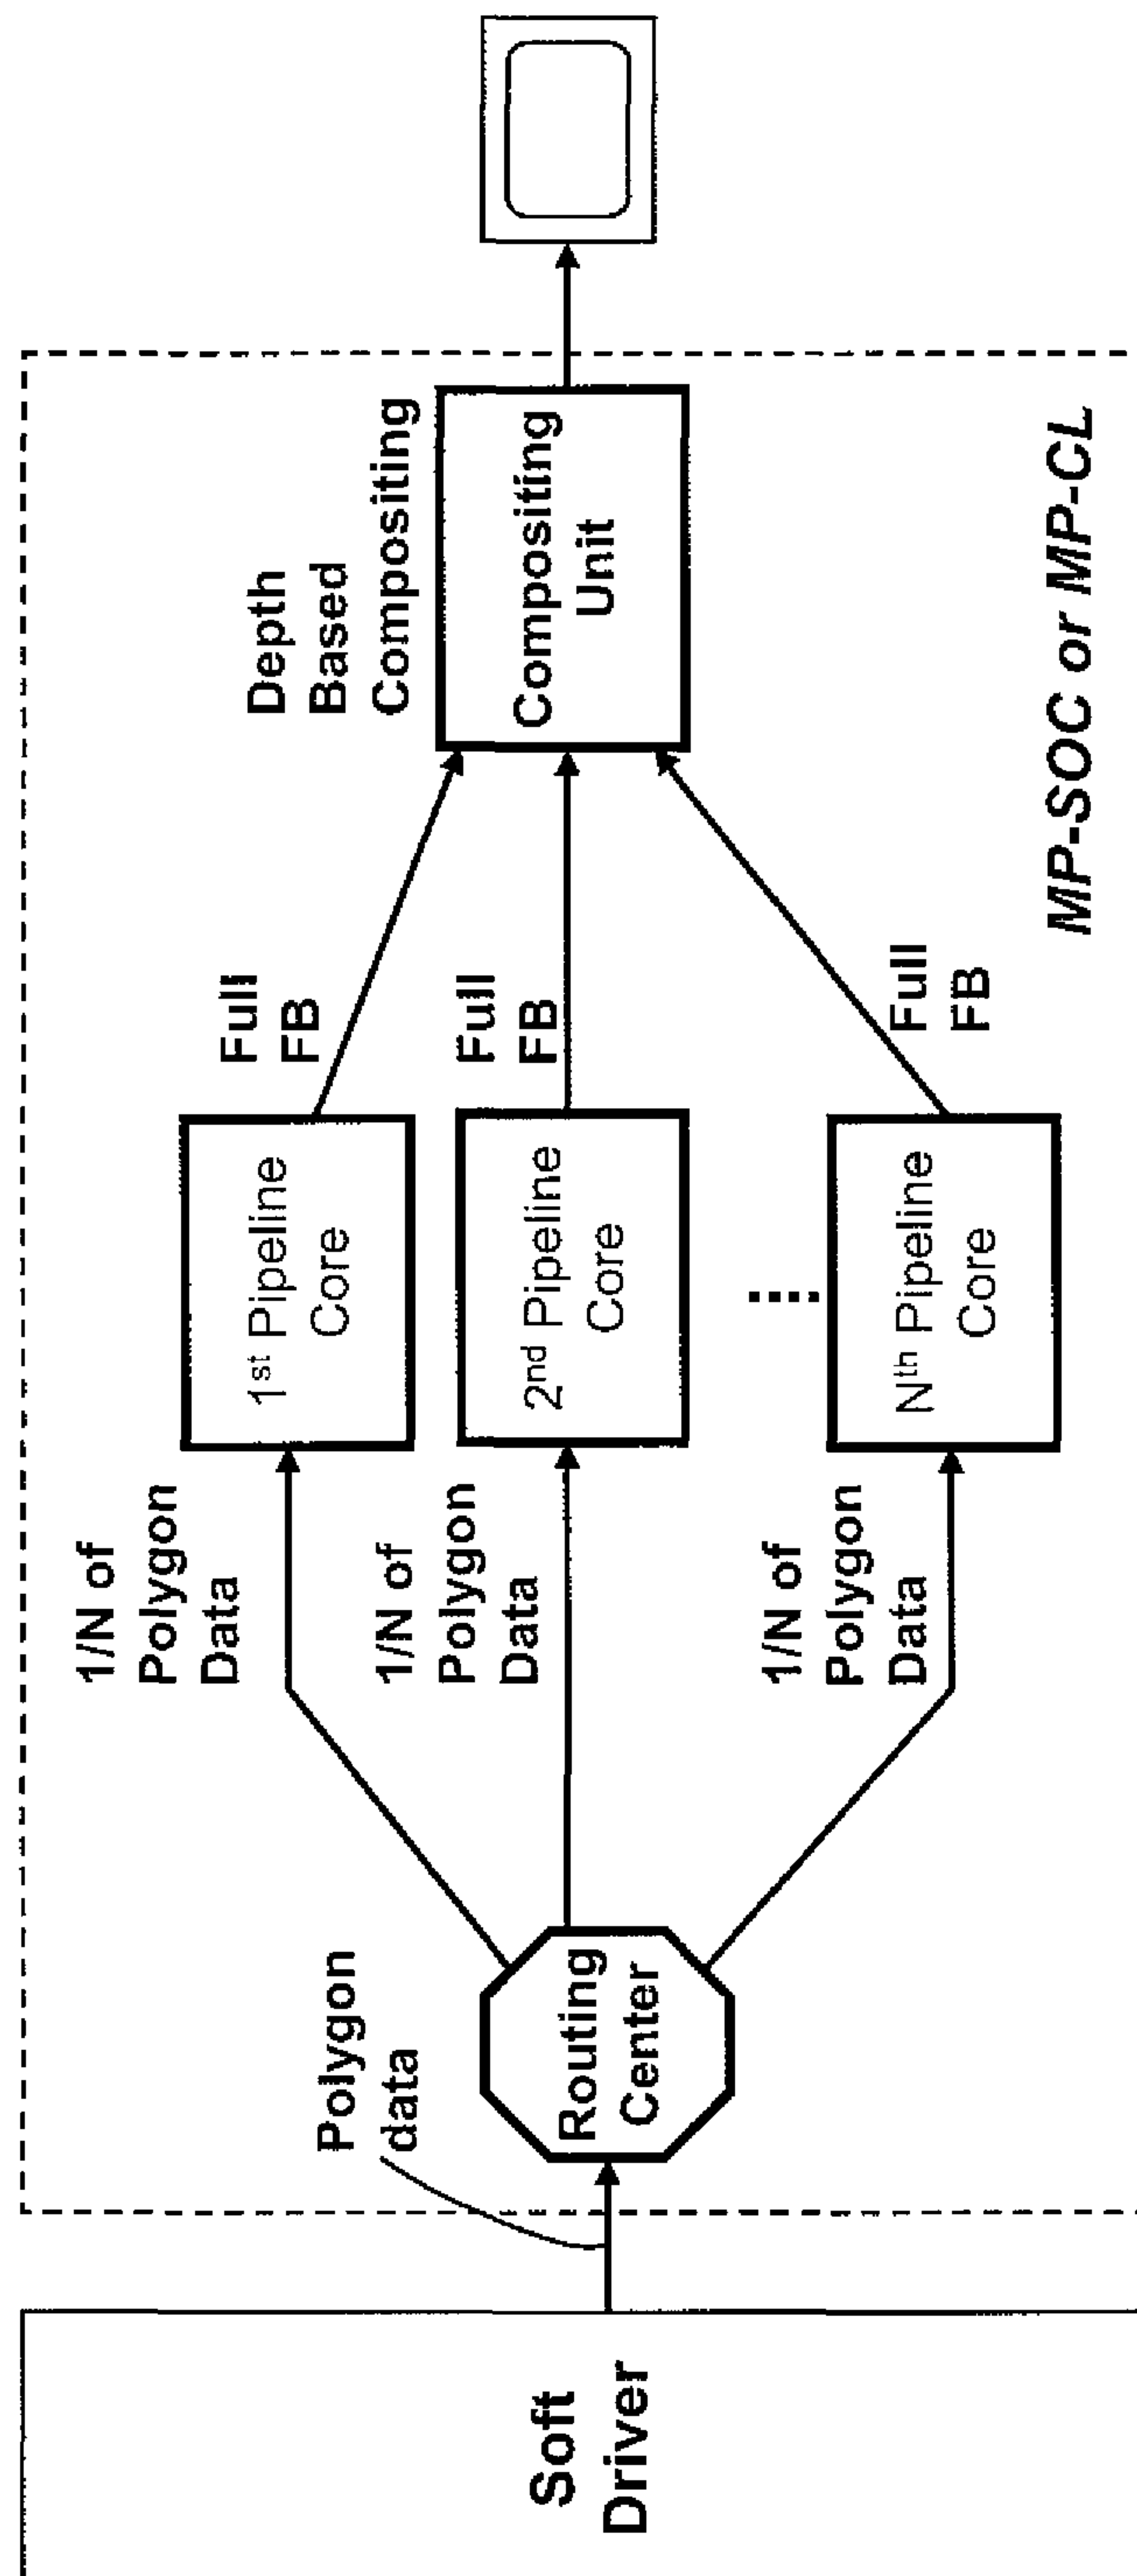 Soft
Driver
Polygon
data
Routing
Center
1/N of
Polygon
Data
1/N of
Polygon
Data
1/N of
Polygon
Data
1st Pipeline
Core
2nd Pipeline
Core
Nth Pipeline
Core
Full
FB
Full
FB
Full
FB
Depth
Based
Compositing
Compositing
Unit
MP-SOC or MP-CL